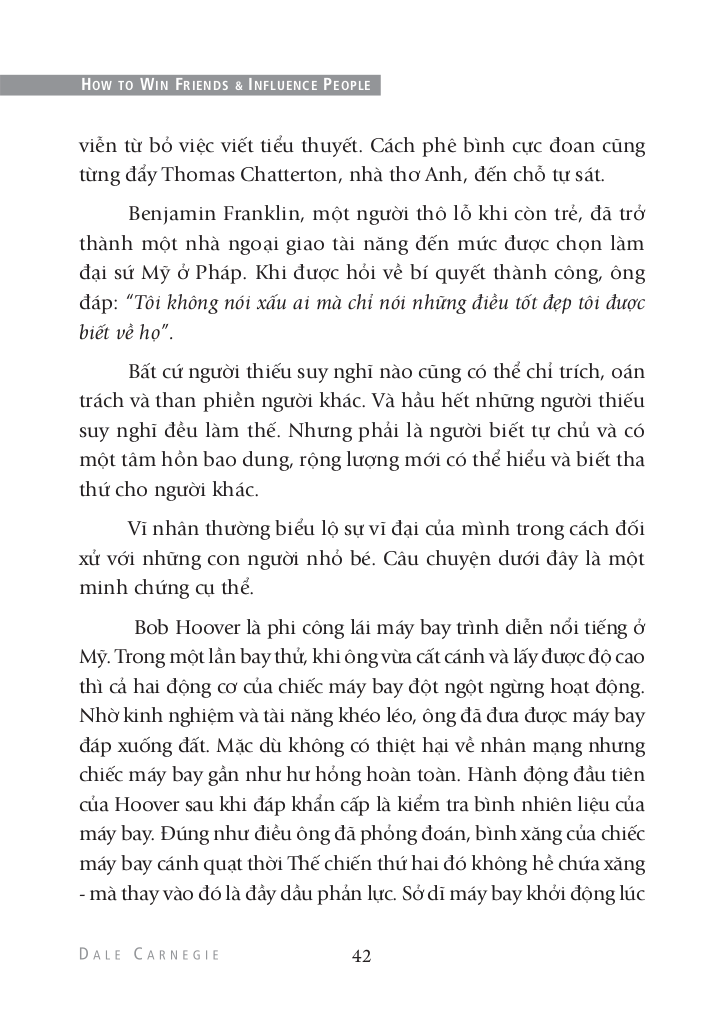 HOW TO WIN FRIENDS & INFLUENCE PEOPLE
viễn từ bỏ việc viết tiểu thuyết. Cách phê bình cực đoan cũng
từng đẩy Thomas Chatterton, nhà thơ Anh, đến chỗ tự sát.
Benjamin Franklin, một người thô lỗ khi còn trẻ, đã trở
thành một nhà ngoại giao tài năng đến mức được chọn làm
đại sứ Mỹ ở Pháp. Khi được hỏi về bí quyết thành công, ông
đáp: “Tôi không nói xấu ai mà chỉ nói những điều tốt đẹp tôi được
biết về họ”.
Bất cứ người thiếu suy nghĩ nào cũng có thể chỉ trích, oán
trách và than phiền người khác. Và hầu hết những người thiếu
suy nghĩ đều làm thế. Nhưng phải là người biết tự chủ và có
một tâm hồn bao dung, rộng lượng mới có thể hiểu và biết tha
thứ cho người khác.
Vĩ nhân thường biểu lộ sự vĩ đại của mình trong cách đối
xử với những con người nhỏ bé. Câu chuyện dưới đây là một
minh chứng cụ thể.
Bob Hoover là phi công lái máy bay trình diễn nổi tiếng ở
Mỹ. Trong một lần bay thử, khi ông vừa cất cánh và lấy được độ cao
thì cả hai động cơ của chiếc máy bay đột ngột ngừng hoạt động.
Nhờ kinh nghiệm và tài năng khéo léo, ông đã đưa được máy bay
đáp xuống đất. Mặc dù không có thiệt hại về nhân mạng nhưng
chiếc máy bay gần như hư hỏng hoàn toàn. Hành động đầu tiên
của Hoover sau khi đáp khẩn cấp là kiểm tra bình nhiên liệu của
máy bay. Đúng như điều ông đã phỏng đoán, bình xăng của chiếc
máy bay cánh quạt thời Thế chiến thứ hai đó không hề chứa xăng
- mà thay vào đó là đầy dầu phản lực. Sở dĩ máy bay khởi động lúc
DALE CARNEGIE
42